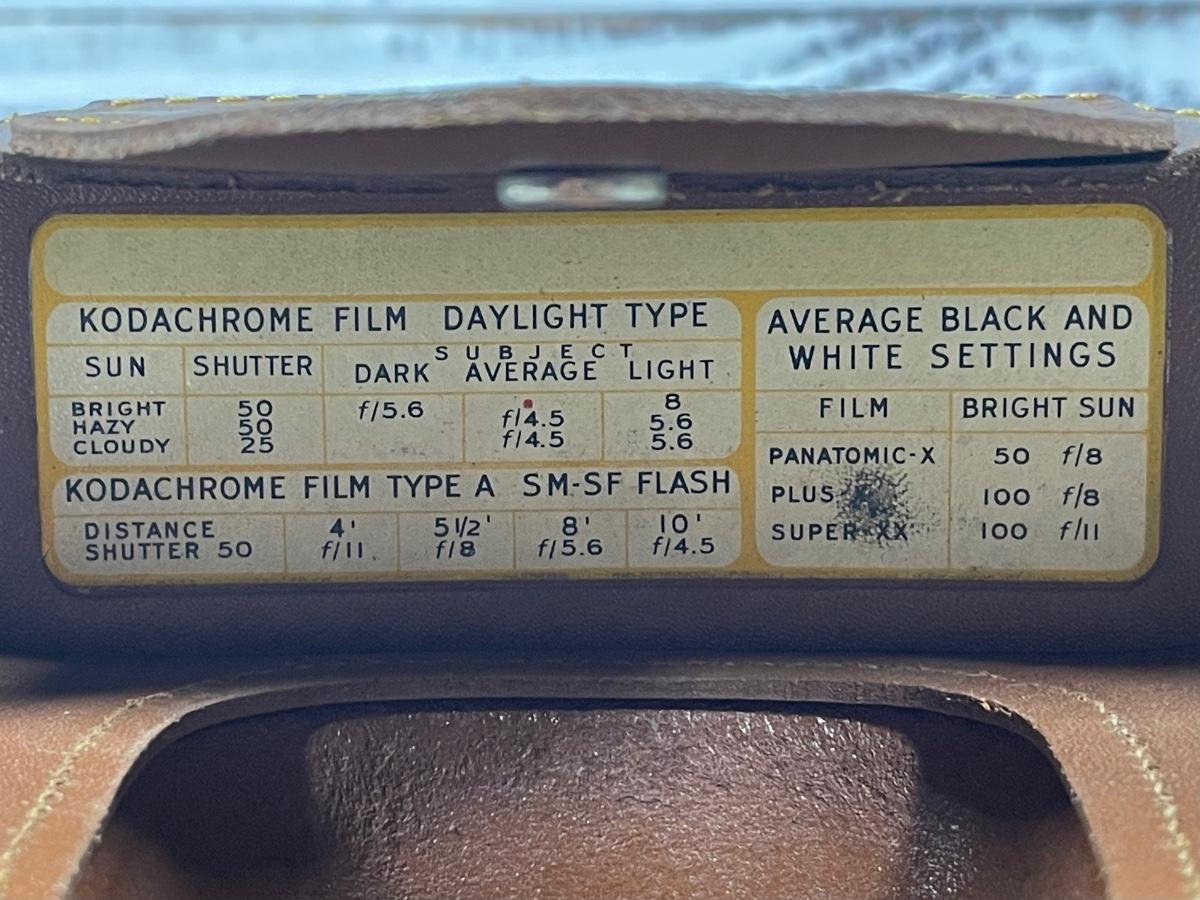 KODACHROME FILM DAYLIGHT TYPE
SUN SHUTTER SUBJECT
DARK AVERAGE LIGHT
BRIGHT 50 f/5.6 f/4.5 8
HAZY 50 f/4.5 5.6
CLOUDY 25 5.6
KODACHROME FILM TYPE A SM-SF FLASH
DISTANCE 4' 5 1/2' 8' 10'
SHUTTER 50 f/11 f/8 f/5.6 f/4.5
AVERAGE BLACK AND
WHITE SETTINGS
FILM BRIGHT SUN
PANATOMIC-X 50 f/8
PLUS 100 f/8
SUPER-XX 100 f/11